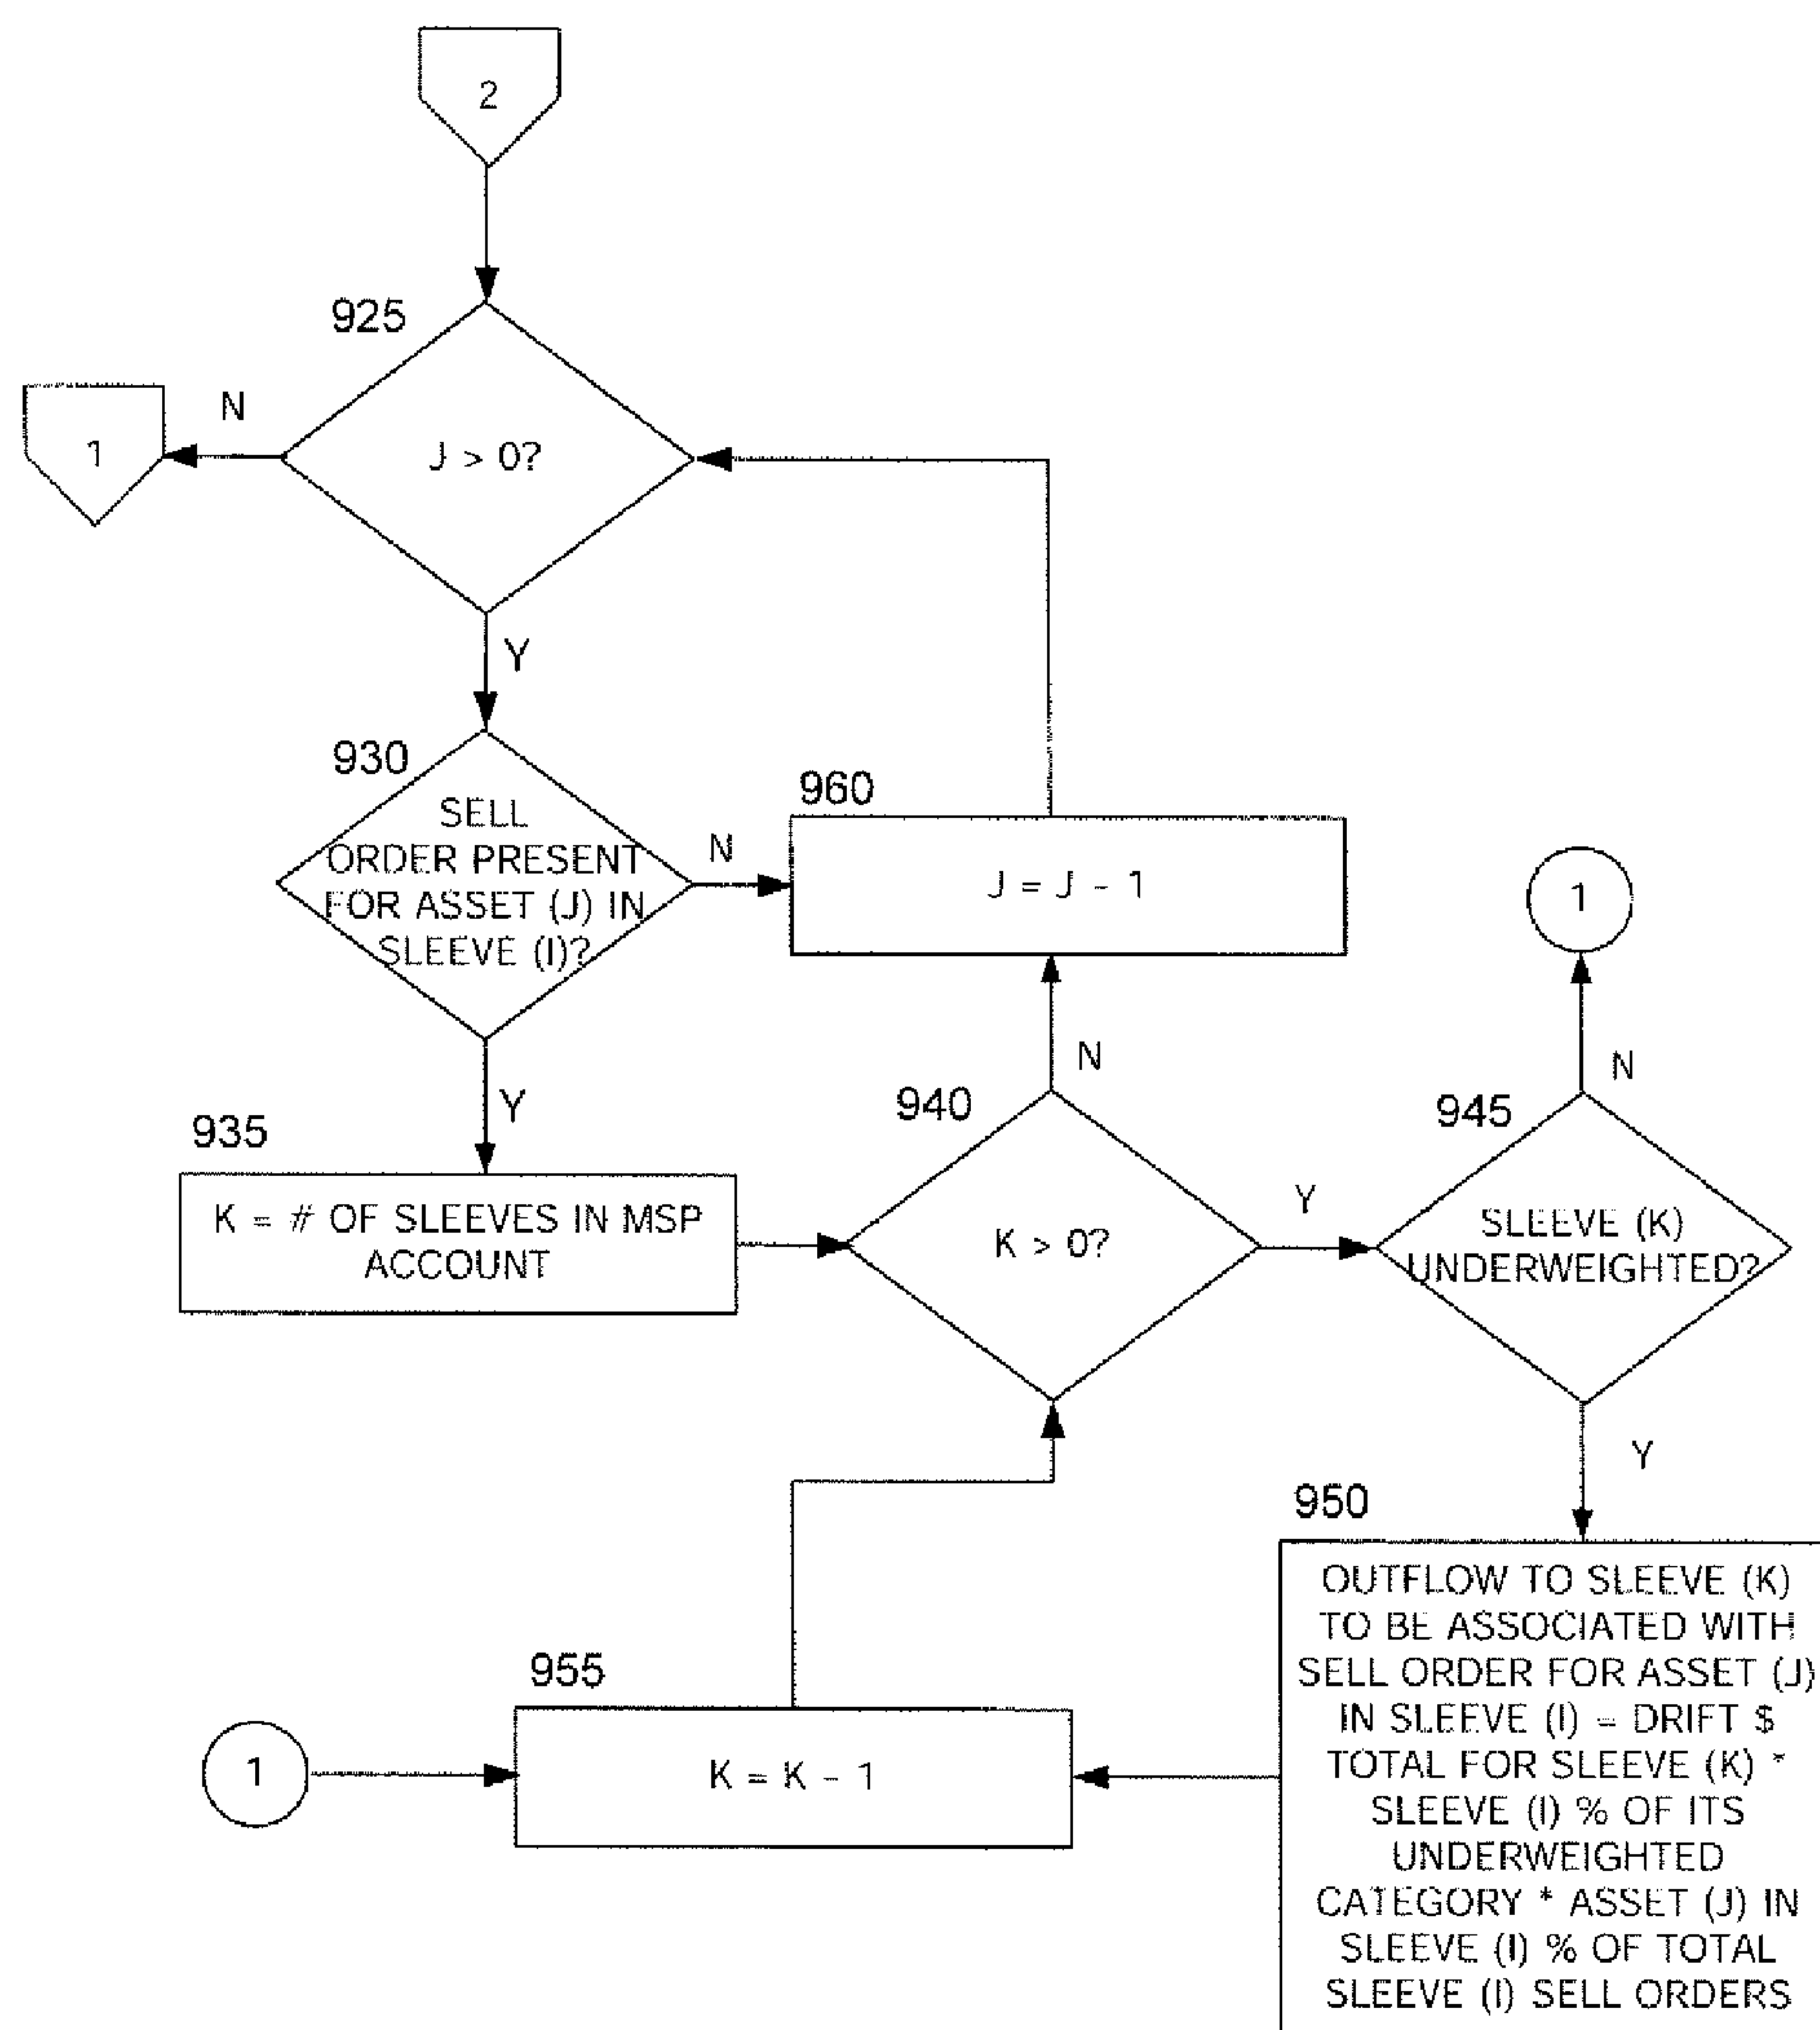 2
925
N
1
J > 0?
Y
930
SELL
ORDER PRESENT
FOR ASSET (J) IN
SLEEVE (I)?
N
960
J = J - 1
1
Y
N
N
935
940
945
K = # OF SLEEVES IN MSP
ACCOUNT
K > 0?
Y
SLEEVE (K)
UNDERWEIGHTED?
Y
950
OUTFLOW TO SLEEVE (K)
TO BE ASSOCIATED WITH
SELL ORDER FOR ASSET (J)
IN SLEEVE (I) = DRIFT $
TOTAL FOR SLEEVE (K) *
SLEEVE (I) % OF ITS
UNDERWEIGHTED
CATEGORY * ASSET (J) IN
SLEEVE (I) % OF TOTAL
SLEEVE (I) SELL ORDERS
955
1
K = K - 1